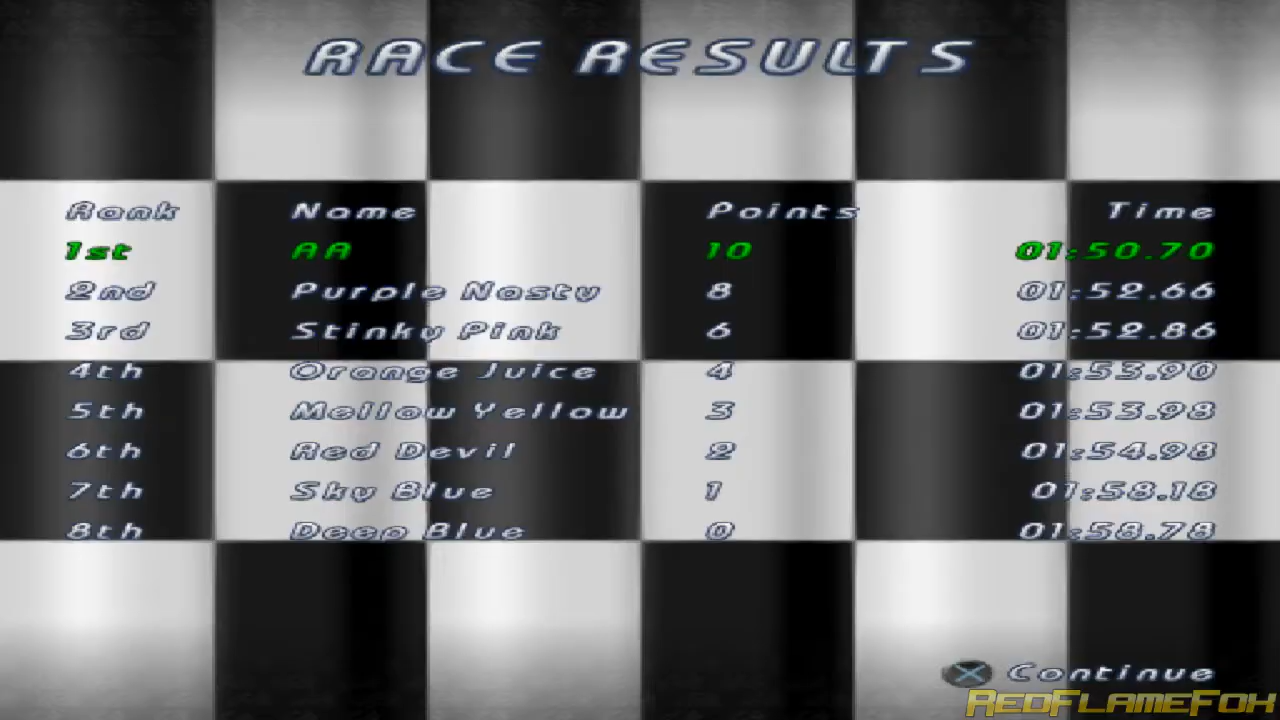 RACE RESULTS
Rank Name Points Time
1st AA 10 01:50.70
2nd Purple Nasty 8 01:52.66
3rd Stinky Pink 6 01:52.86
4th Orange Juice 4 01:53.90
5th Mellow Yellow 3 01:53.98
6th Red Devil 2 01:54.98
7th Sky Blue 1 01:58.18
8th Deep Blue 0 01:58.78
Continue
REDFLAMEFOX